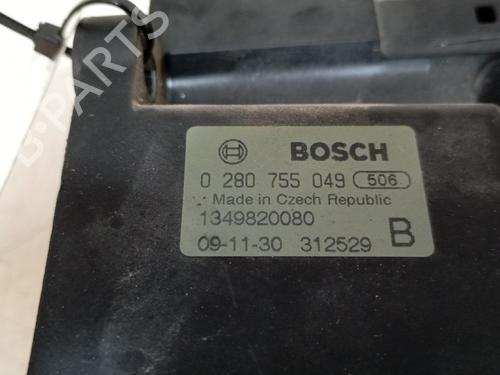 BOSCH
0 280 755 049 506
Made in Czech Republic
1349820080
09-11-30 312529 B
B-PARTS